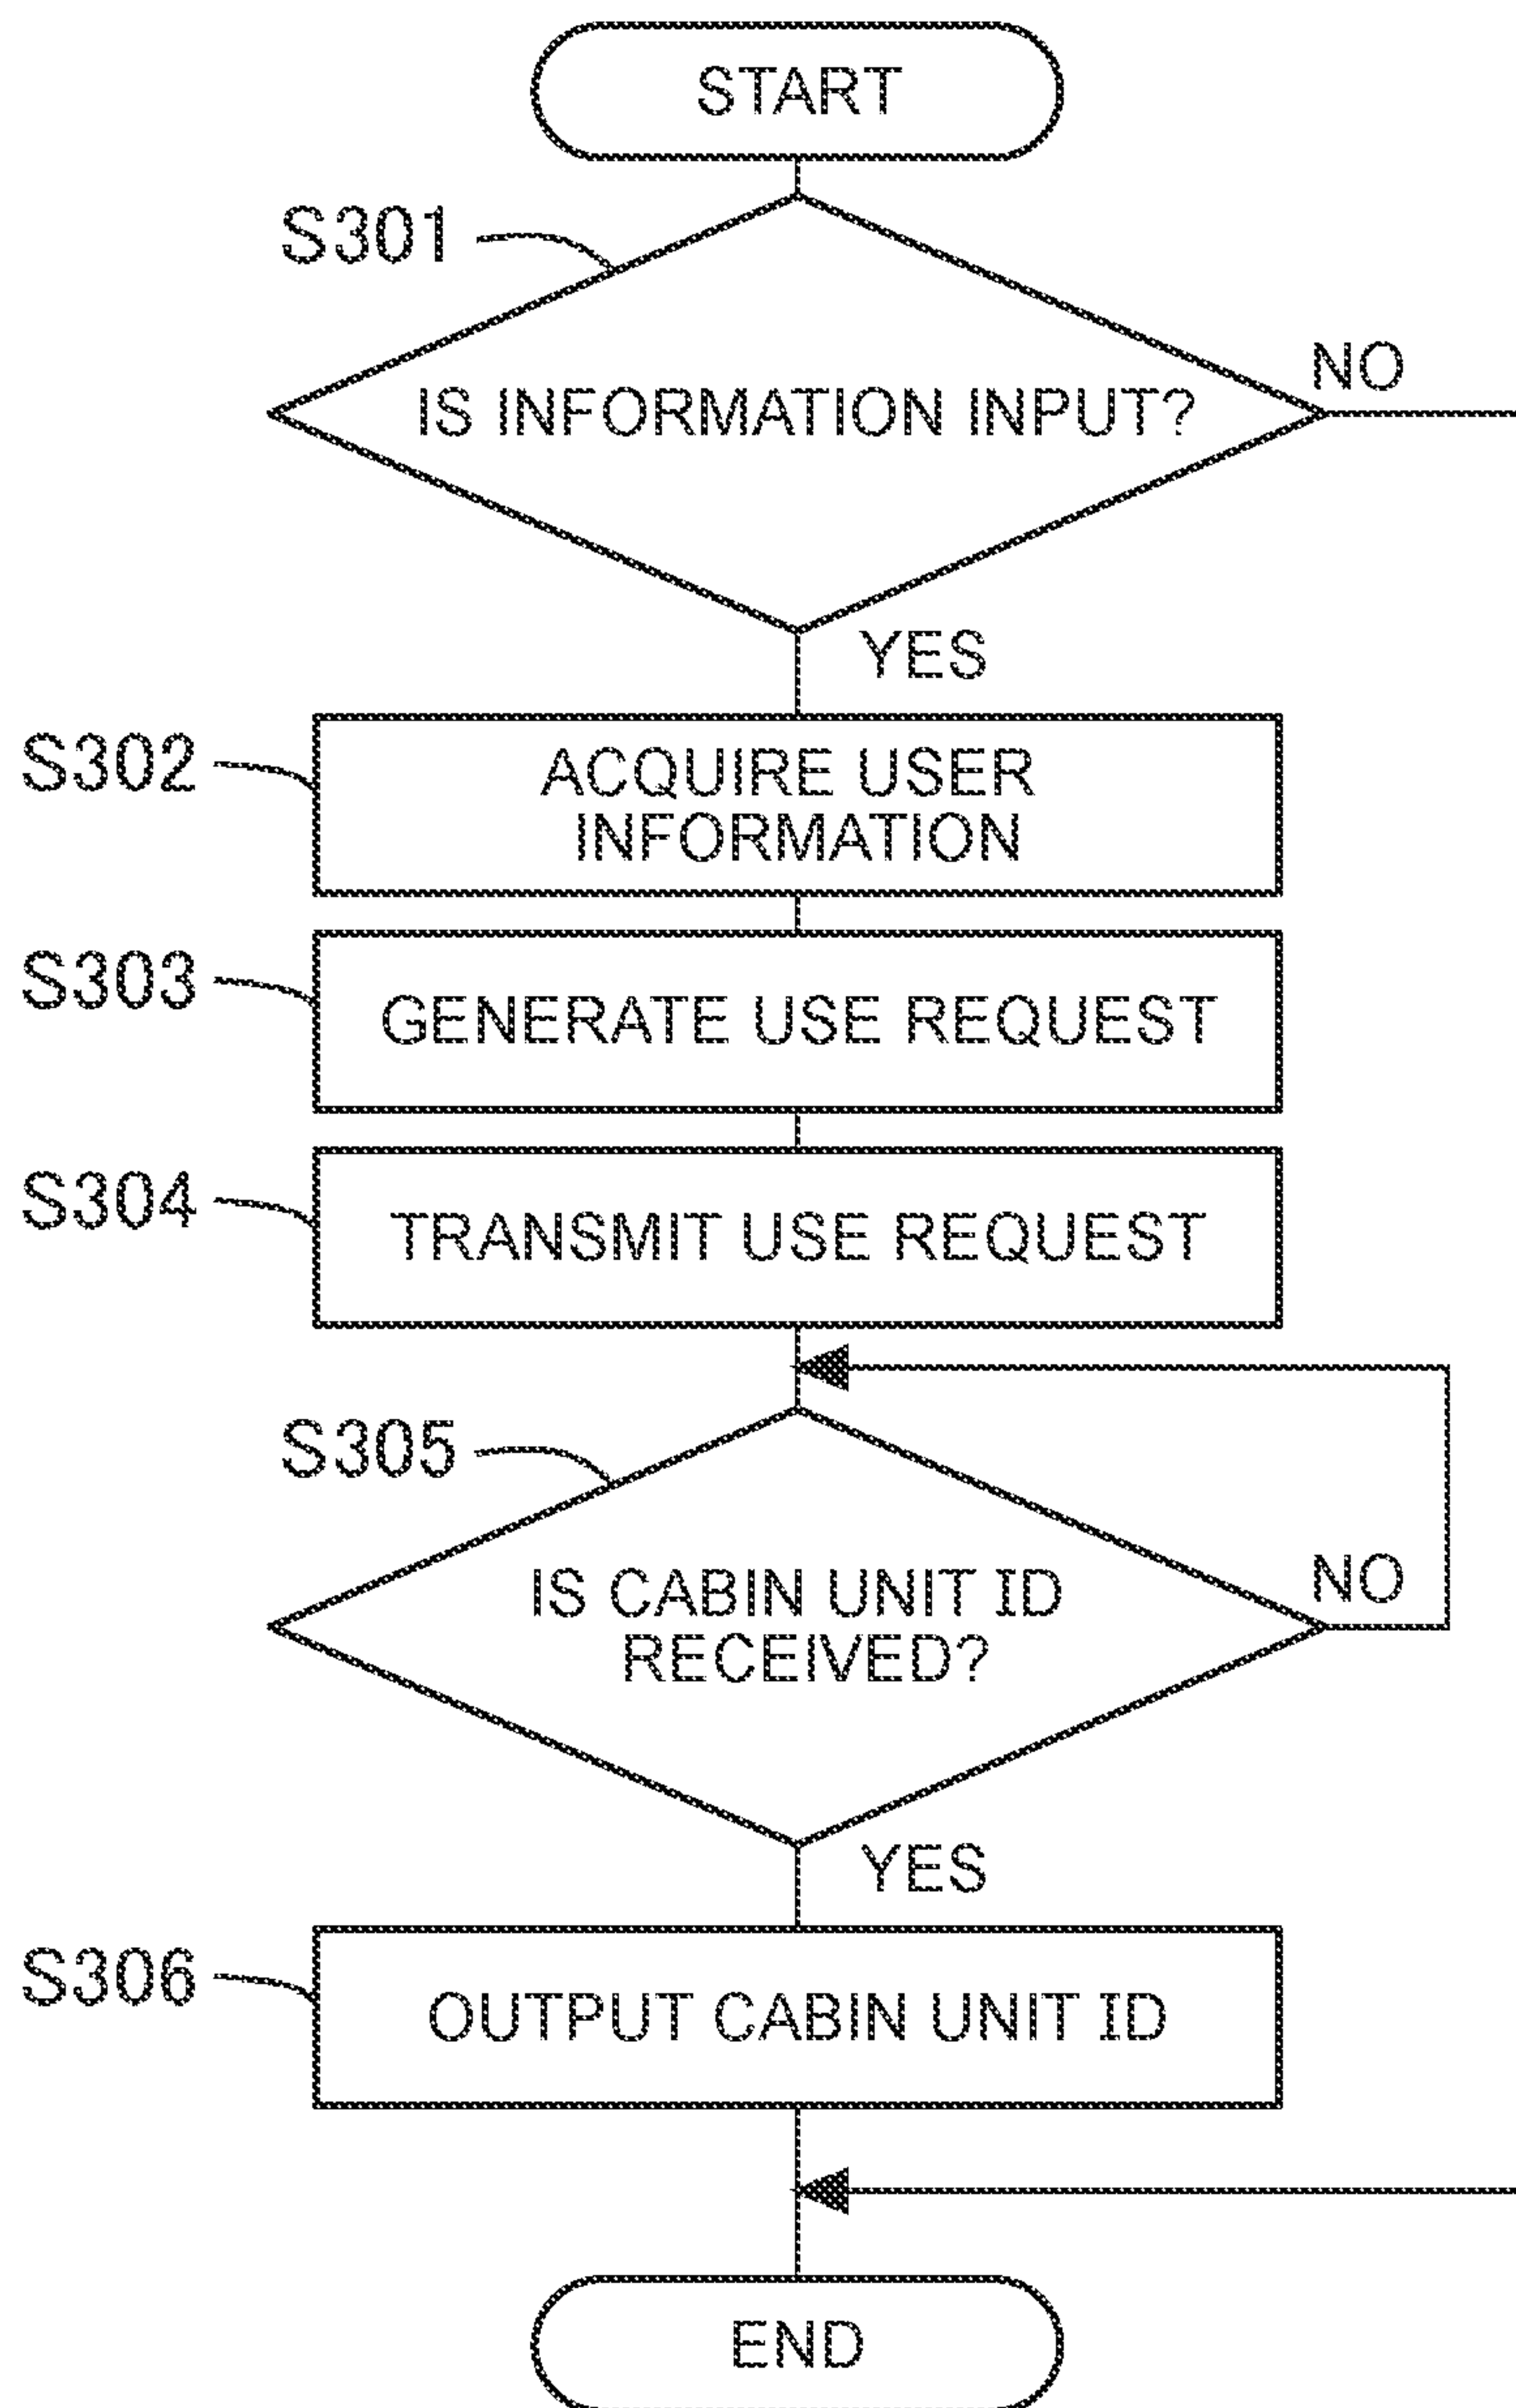 START
S301
IS INFORMATION INPUT?
NO
YES
S302
ACQUIRE USER
INFORMATION
S303
GENERATE USE REQUEST
S304
TRANSMIT USE REQUEST
S305
IS CABIN UNIT ID
RECEIVED?
NO
YES
S306
OUTPUT CABIN UNIT ID
END